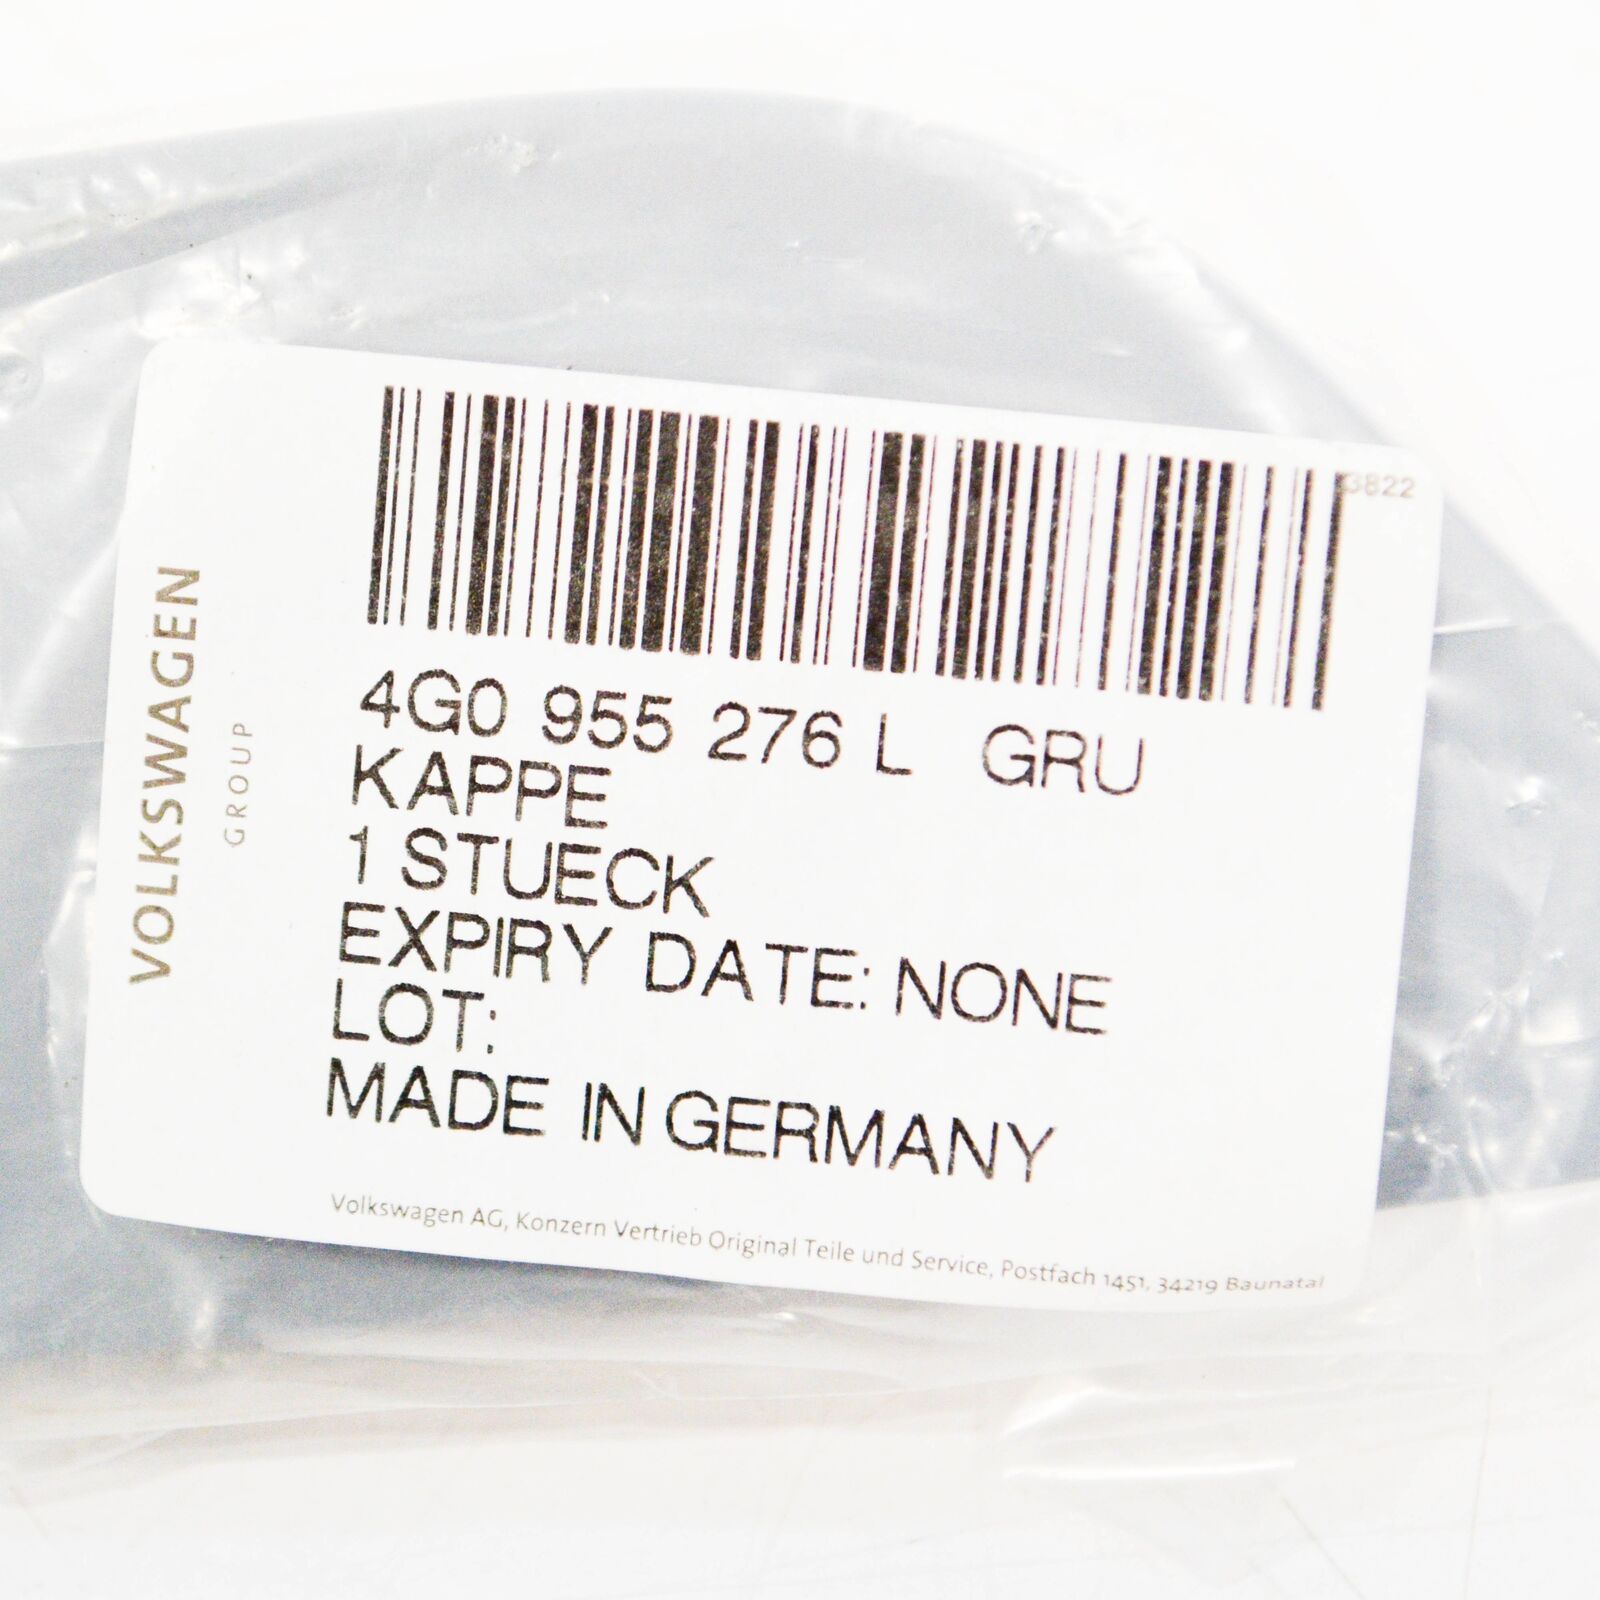 3822
VOLKSWAGEN
GROUP
4G0 955 276 L GRU
KAPPE
1 STUECK
EXPIRY DATE: NONE
LOT:
MADE IN GERMANY
Volkswagen AG, Konzern Vertrieb Original Teile und Service, Postfach 1451, 34219 Baunatal